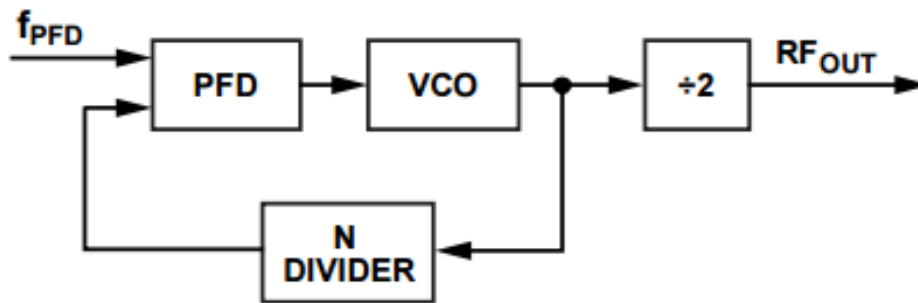 fPFD
PFD
VCO
÷2
RFOUT
N
DIVIDER